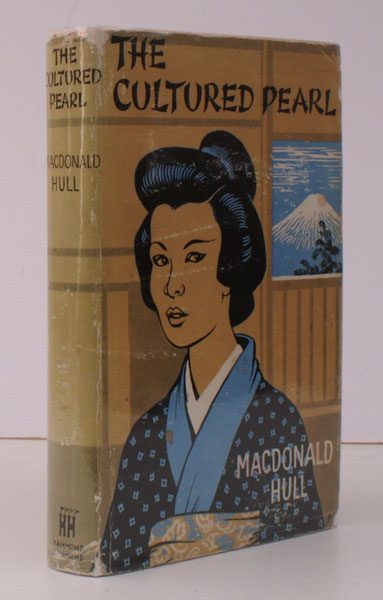 THE
CULTURED
PEARL
MACDONALD
HULL
HH
HAMMOND
HAMMOND
THE
CULTURED PEARL
MACDONALD
HULL